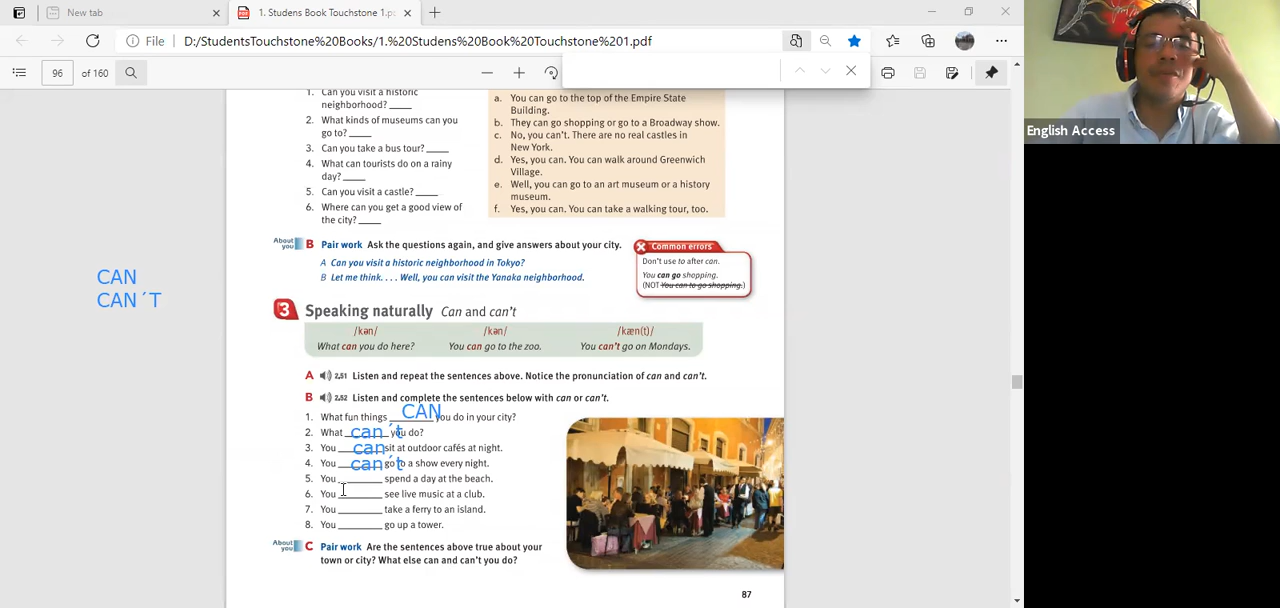 New tab
1. Studens Book Touchstone 1.p
File D:/StudentsTouchstone%20Books/1.%20Studens%20Book%20Touchstone%201.pdf
96 of 160
English Access
1. Can you visit a historic
neighborhood? ____
2. What kinds of museums can you
go to? ____
3. Can you take a bus tour? ____
4. What can tourists do on a rainy
day? ____
5. Can you visit a castle? ____
6. Where can you get a good view of
the city? ____
a. You can go to the top of the Empire State
Building.
b. They can go shopping or go to a Broadway show.
c. No, you can't. There are no real castles in
New York.
d. Yes, you can. You can walk around Greenwich
Village.
e. Well, you can go to an art museum or a history
museum.
f. Yes, you can. You can take a walking tour, too.
About you B Pair work Ask the questions again, and give answers about your city.
A Can you visit a historic neighborhood in Tokyo?
B Let me think. . . . Well, you can visit the Yanaka neighborhood.
Common errors
Don't use to after can.
You can go shopping.
(NOT You can to go shopping.)
CAN
CAN´T
3 Speaking naturally Can and can't
/kən/ /kən/ /kæn(t)/
What can you do here? You can go to the zoo. You can't go on Mondays.
A 2.51 Listen and repeat the sentences above. Notice the pronunciation of can and can't.
B 2.52 Listen and complete the sentences below with can or can't.
1. What fun things CAN you do in your city?
2. What can´t you do?
3. You can sit at outdoor cafés at night.
4. You can´t go to a show every night.
5. You ________ spend a day at the beach.
6. You ________ see live music at a club.
7. You ________ take a ferry to an island.
8. You ________ go up a tower.
About you C Pair work Are the sentences above true about your
town or city? What else can and can't you do?
87